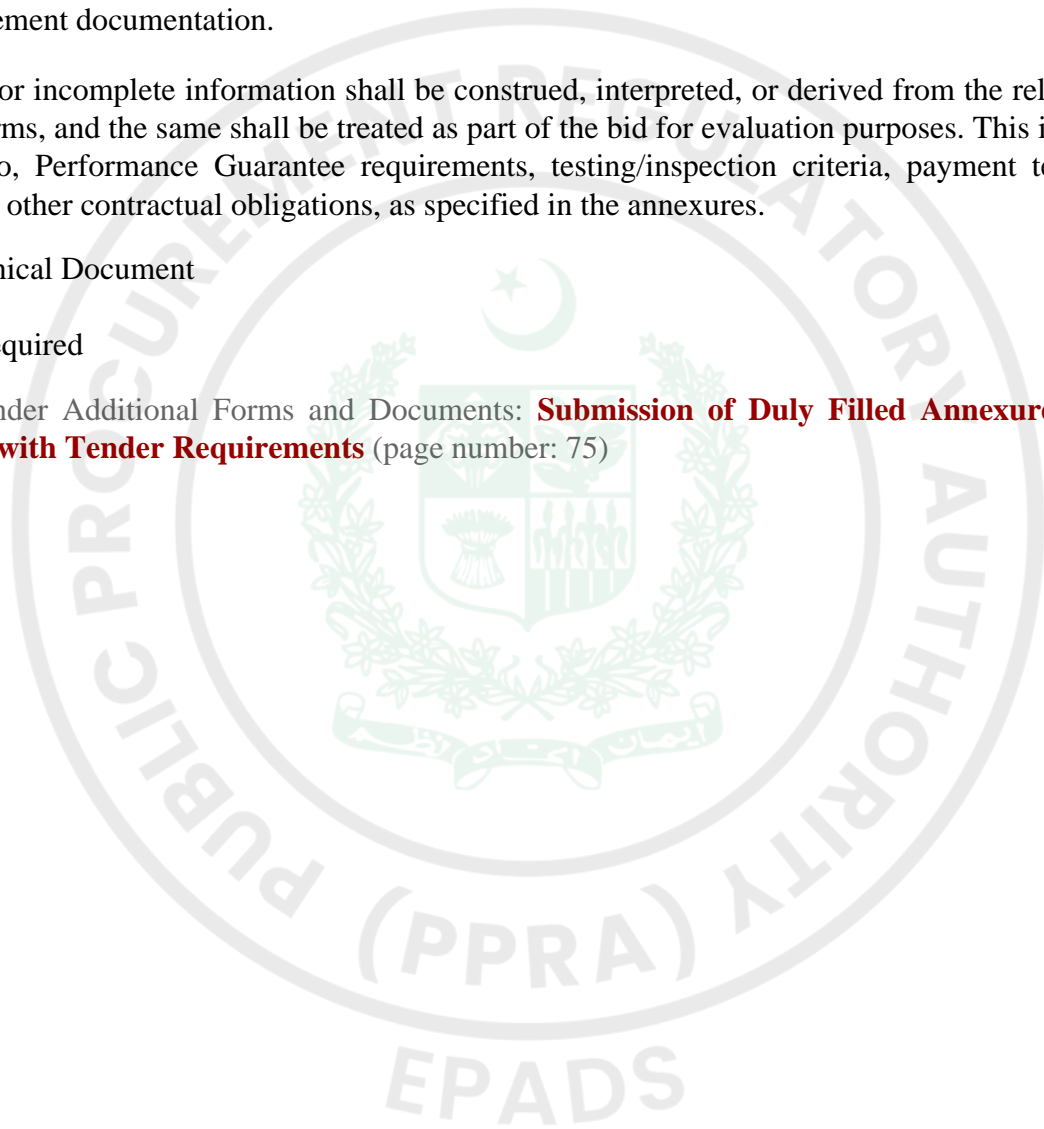 ement documentation.
or incomplete information shall be construed, interpreted, or derived from the rel
rms, and the same shall be treated as part of the bid for evaluation purposes. This i
o, Performance Guarantee requirements, testing/inspection criteria, payment te
other contractual obligations, as specified in the annexures.
nical Document
equired
nder Additional Forms and Documents: Submission of Duly Filled Annexure
with Tender Requirements (page number: 75)
PUBLIC PROCUREMENT REGULATORY AUTHORITY
(PPRA)
EPADS